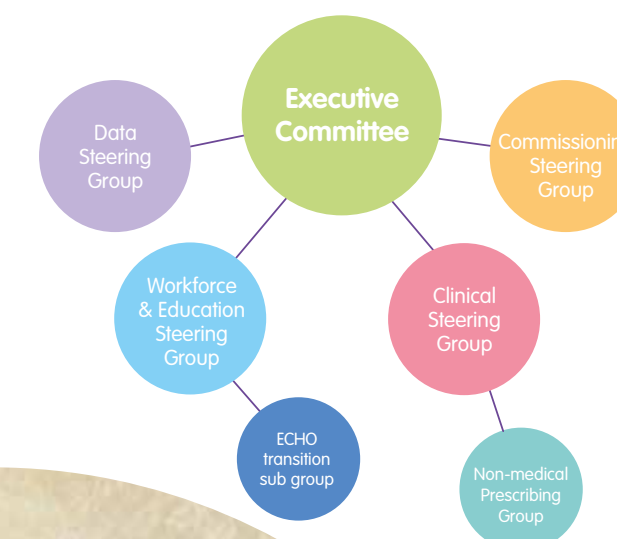 Executive
Committee
Data
Steering
Group
Steering
Group
Workforce
& Education
Steering
Group
Clinical
Steering
Group
ECHO
transition
sub group
Non-medical
Prescribing
Group